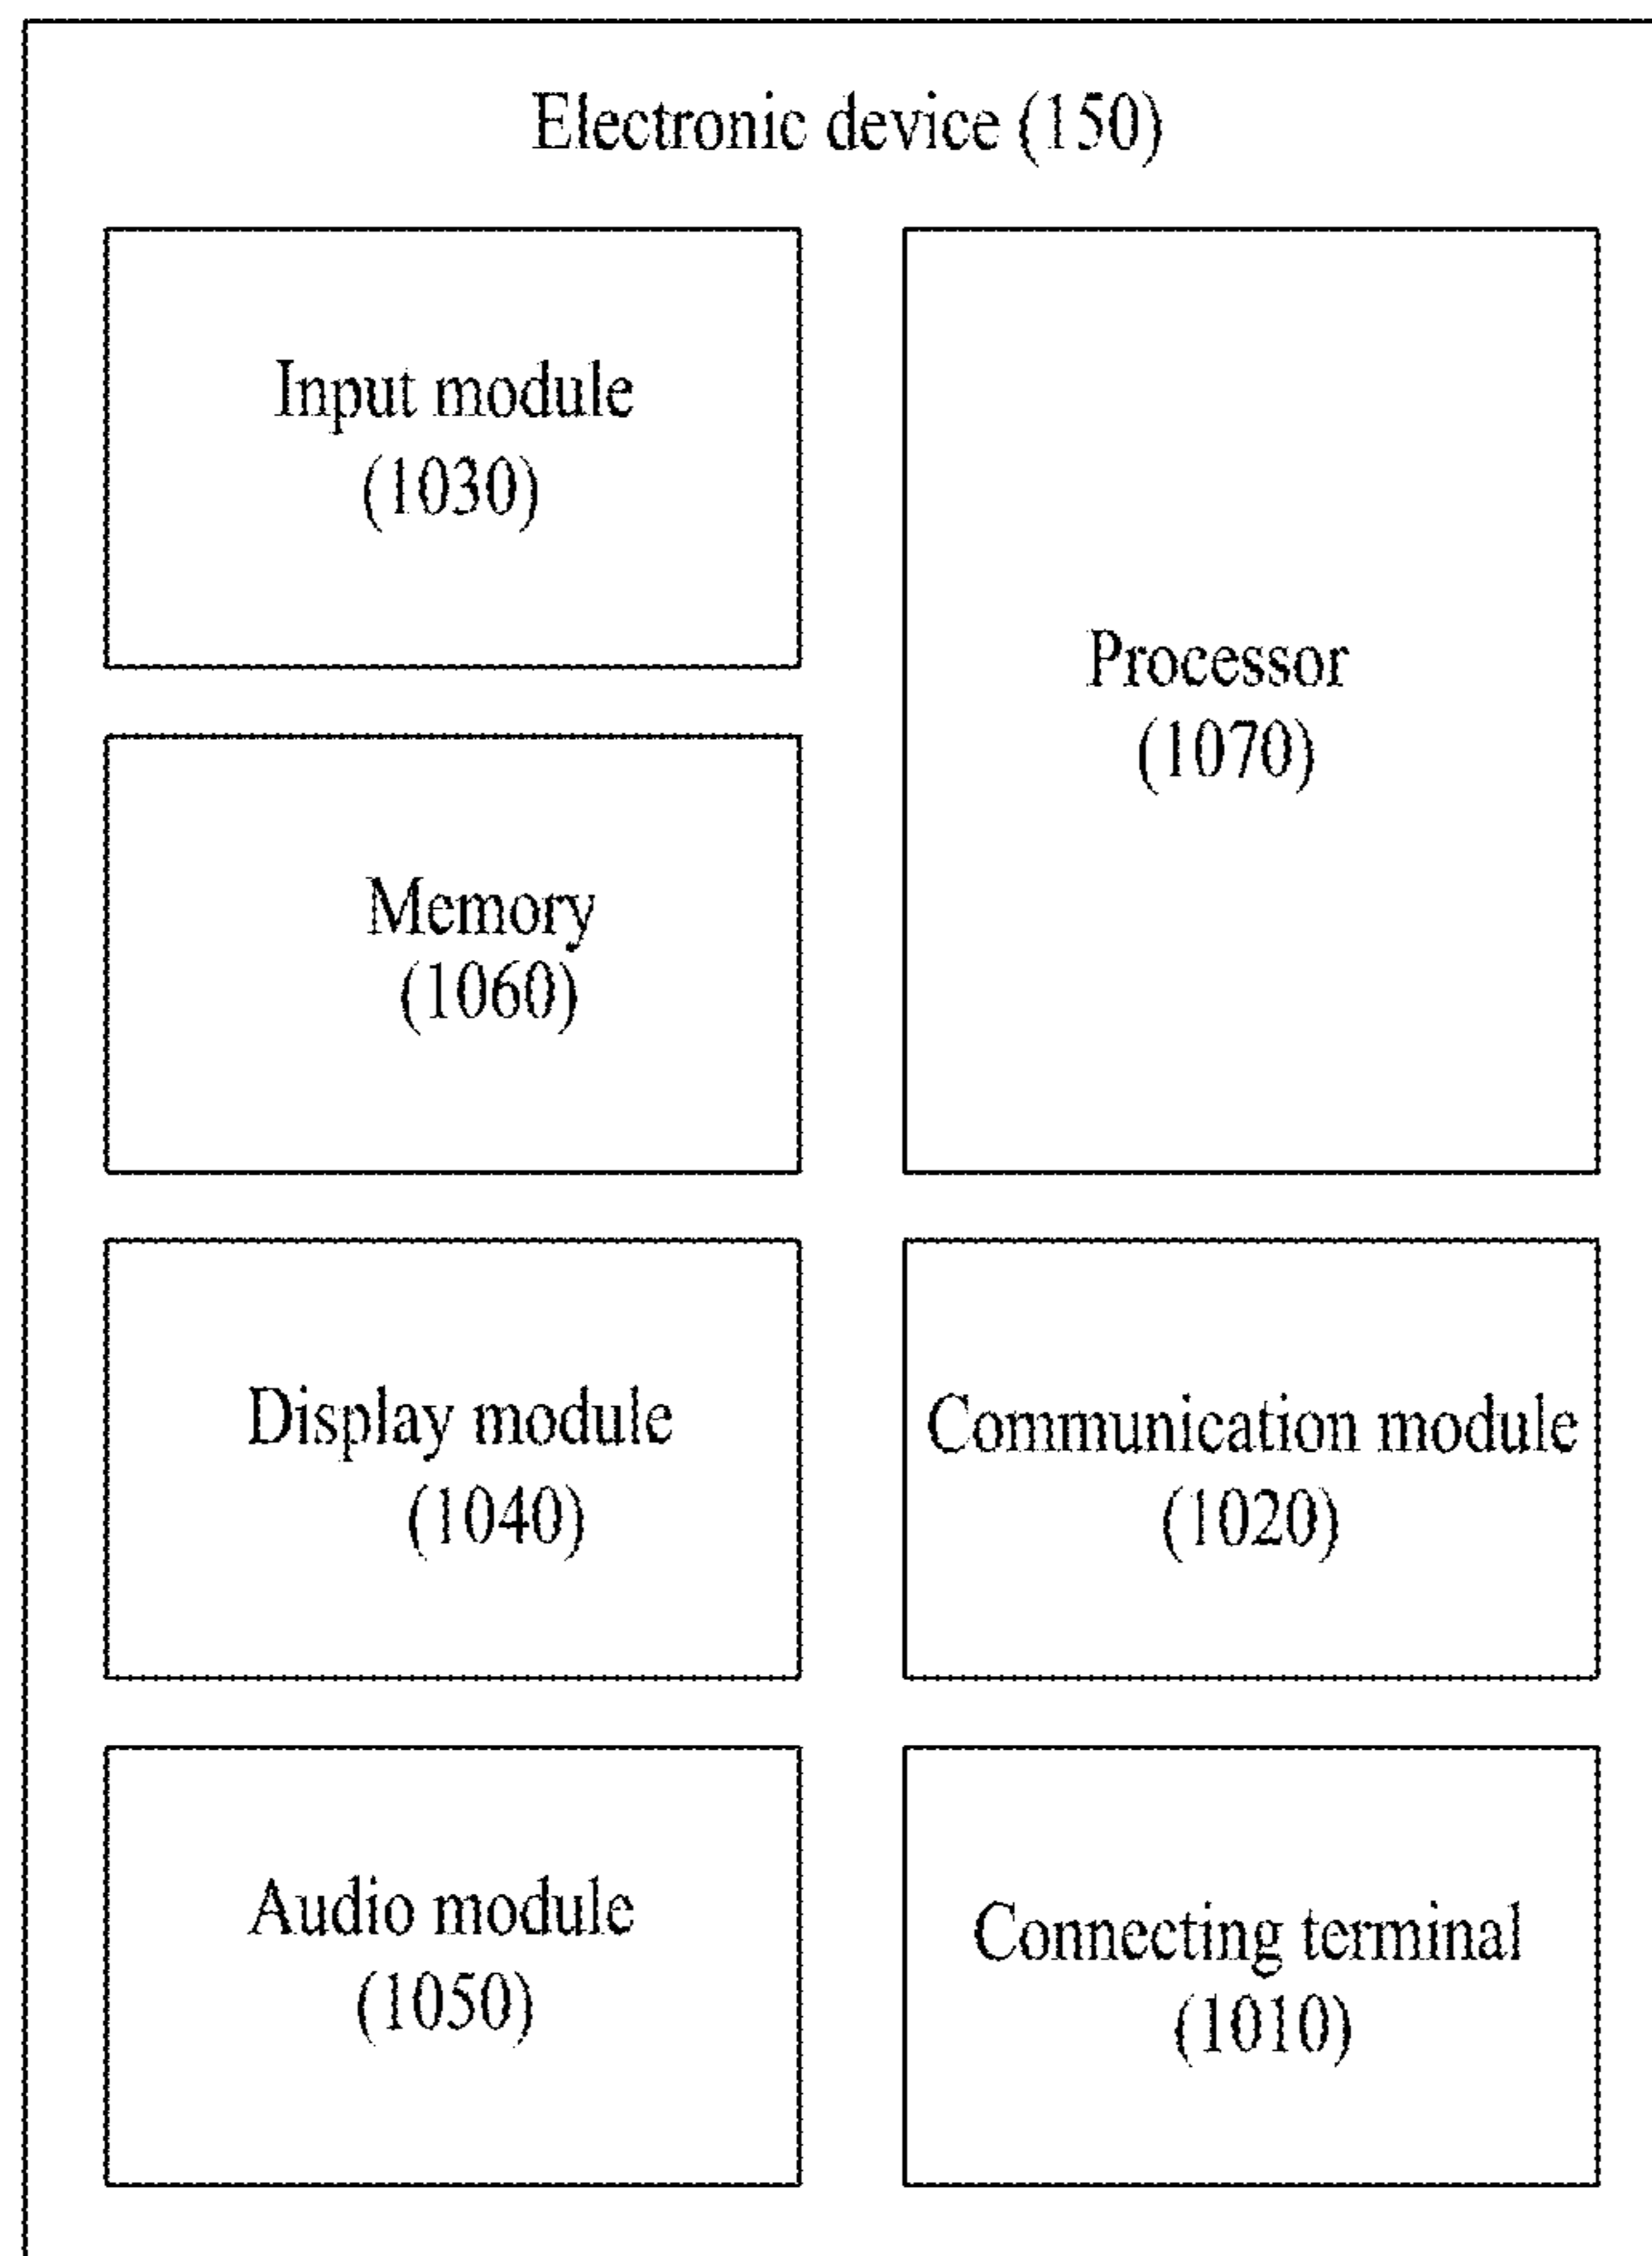 Electronic device (150)
Input module
(1030)
Processor
(1070)
Memory
(1060)
Display module
(1040)
Communication module
(1020)
Audio module
(1050)
Connecting terminal
(1010)